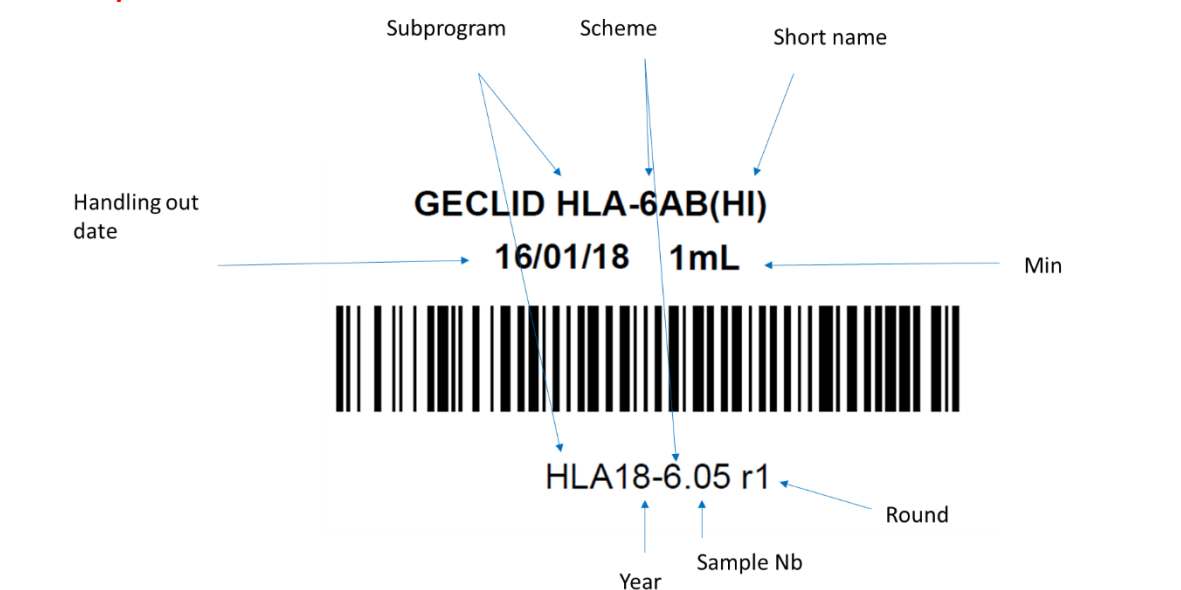 Subprogram
Scheme
Short name
Handling out
date
GECLID HLA-6AB(HI)
16/01/18 1mL
Min
HLA18-6.05 r1
Round
Sample Nb
Year